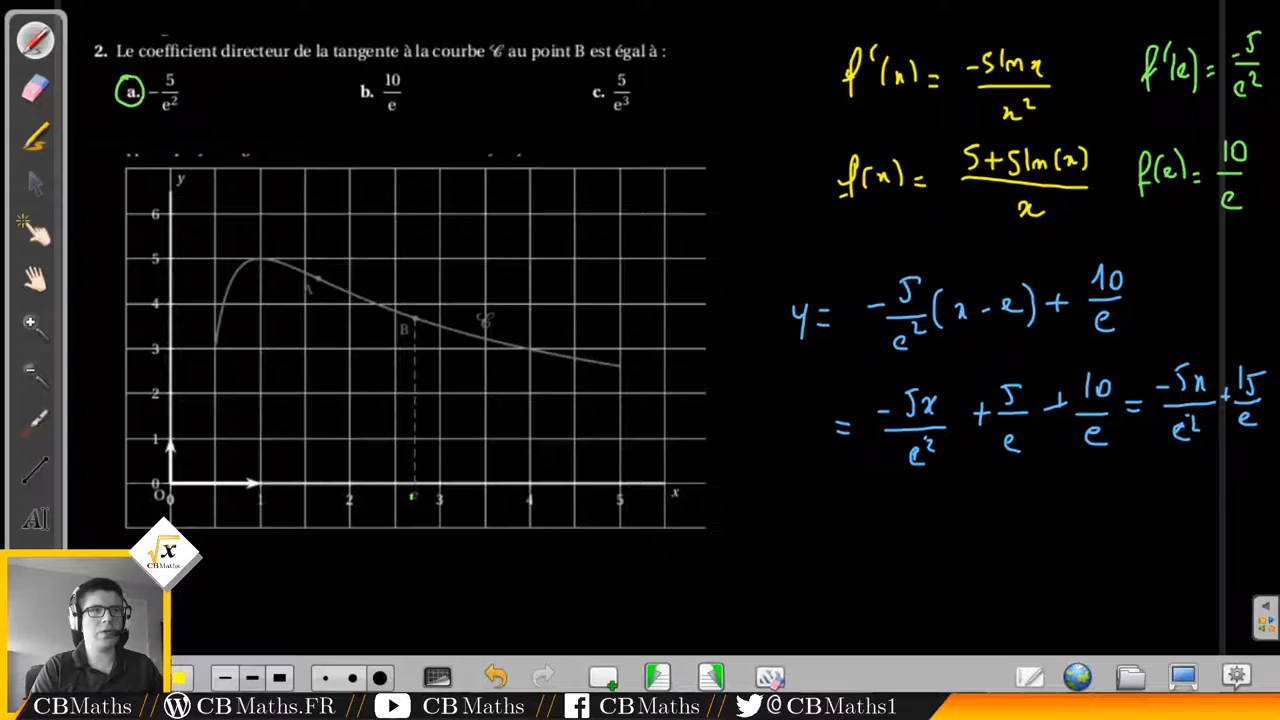 2. Le coefficient directeur de la tangente à la courbe 𝒞 au point B est égal à :
a. -5/e² b. 10/e c. 5/e³
f'(x) = -5lnx/x² f'(e) = -5/e²
f(x) = 5+5ln(x)/x f(e) = 10/e
y = -5/e²(x - e) + 10/e
= -5x/e² + 5/e + 10/e = -5x/e² + 15/e
y
6
5
4
3
2
1
0
A
B
𝒞
O
0 1 2 e 3 4 5 x
√x
CBMaths
AI
CBMaths CBMaths.FR CBMaths CBMaths @CBMaths1